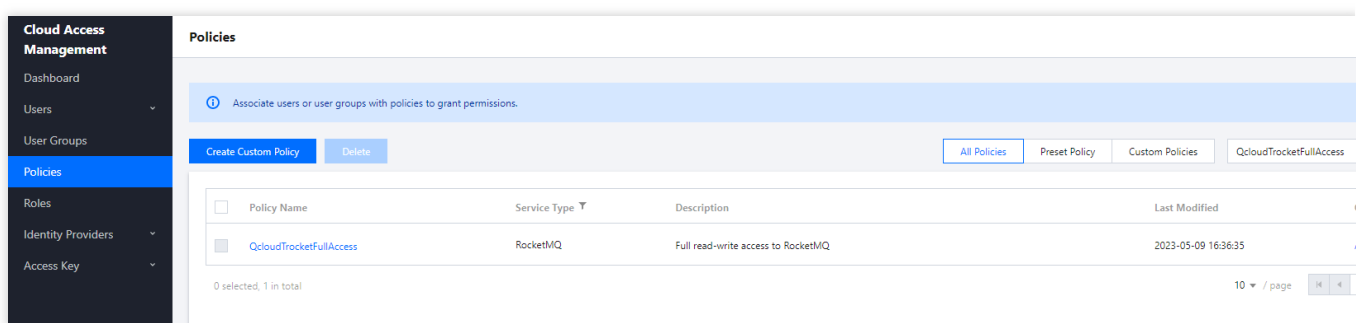 Cloud Access
Management
Dashboard
Users
User Groups
Policies
Roles
Identity Providers
Access Key
Policies
Associate users or user groups with policies to grant permissions.
Create Custom Policy Delete All Policies Preset Policy Custom Policies QcloudTrocketFullAccess
Policy Name Service Type Description Last Modified
QcloudTrocketFullAccess RocketMQ Full read-write access to RocketMQ 2023-05-09 16:36:35
0 selected, 1 in total 10 / page